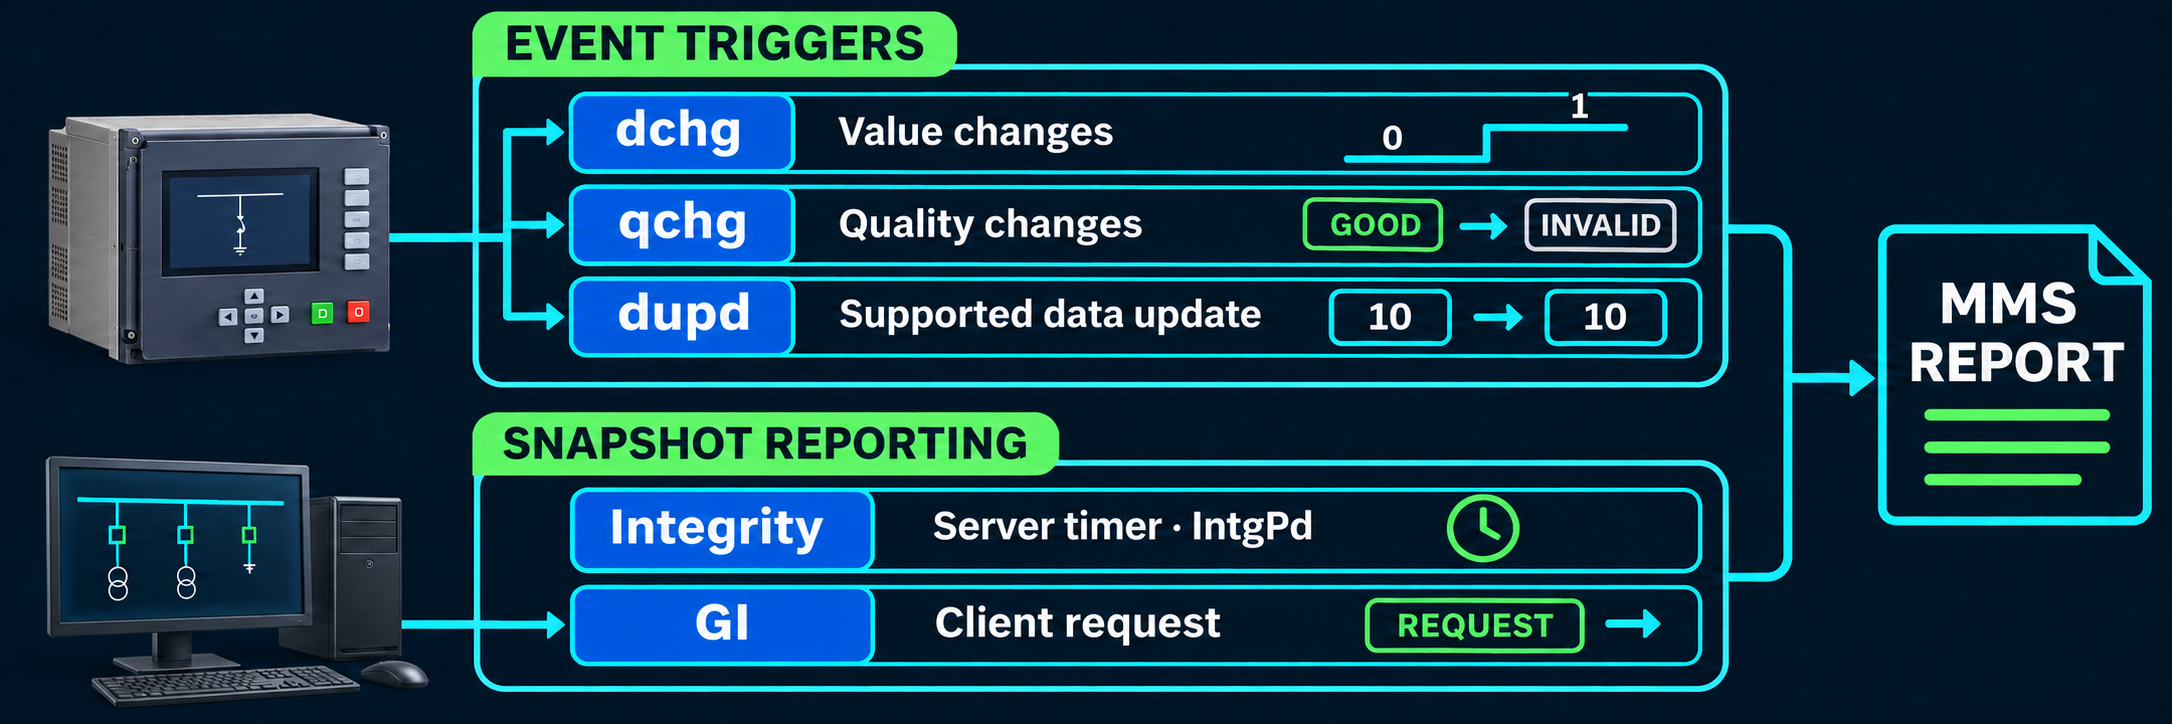 EVENT TRIGGERS
dchg Value changes 0 1
qchg Quality changes GOOD INVALID
dupd Supported data update 10 10
SNAPSHOT REPORTING
Integrity Server timer · IntgPd
GI Client request REQUEST
MMS
REPORT
D O